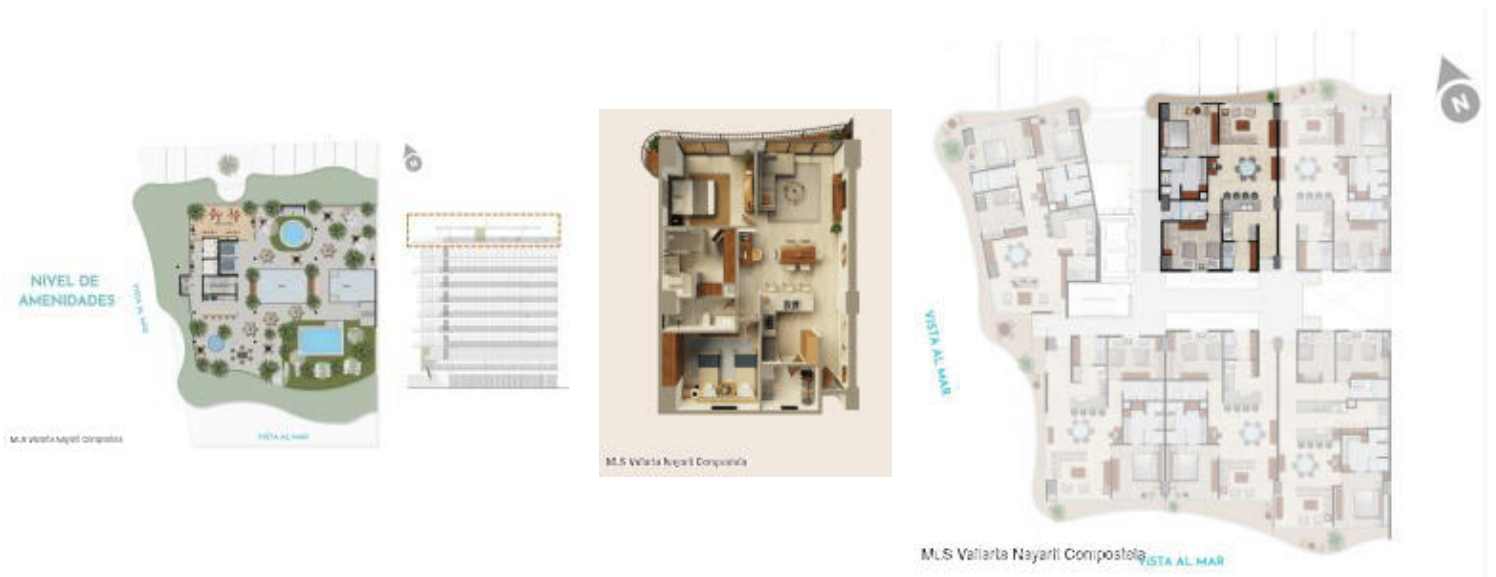 NIVEL DE
AMENIDADES
VISTA AL MAR
N
VISTA AL MAR
MLS Vallarta Nayarit Compostela
MLS Vallarta Nayarit Compostela
N
VISTA AL MAR
MLS Vallarta Nayarit Compostela
VISTA AL MAR